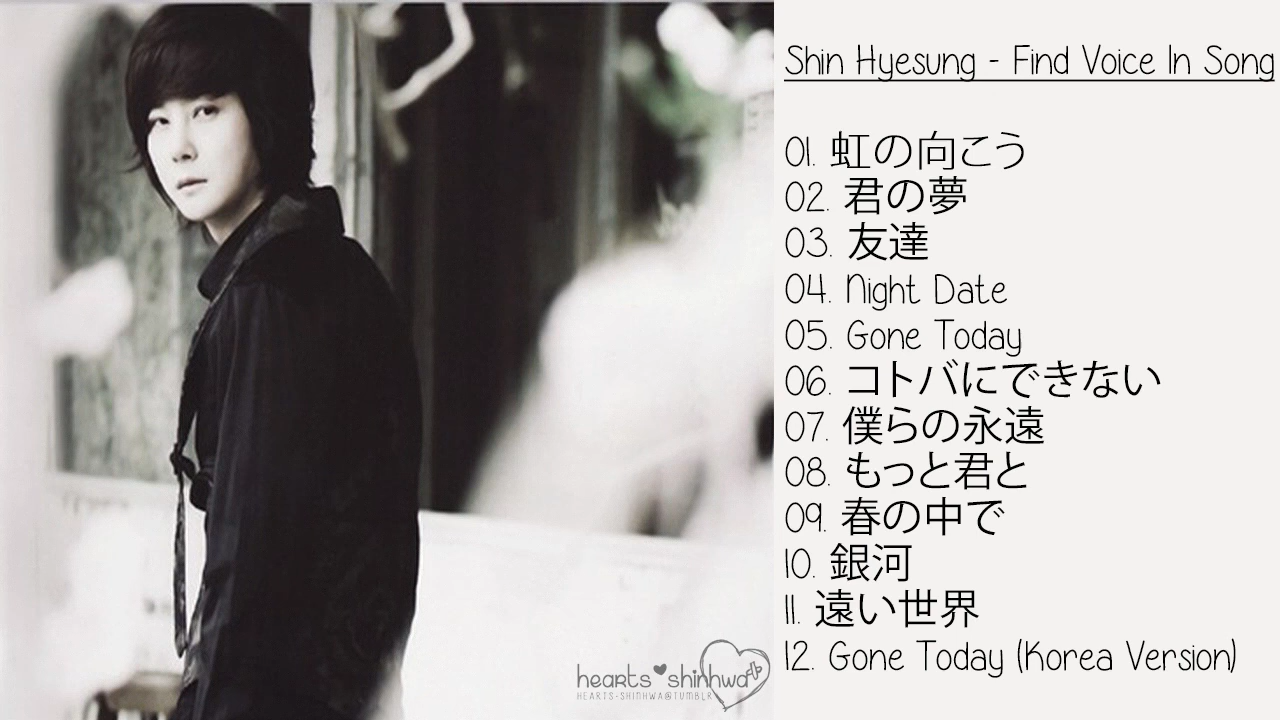 Shin Hyesung - Find Voice In Song
01. 虹の向こう
02. 君の夢
03. 友達
04. Night Date
05. Gone Today
06. コトバにできない
07. 僕らの永遠
08. もっと君と
09. 春の中で
10. 銀河
11. 遠い世界
12. Gone Today (Korea Version)
hearts shinhwa
HEARTS-SHINHWA@TUMBLR